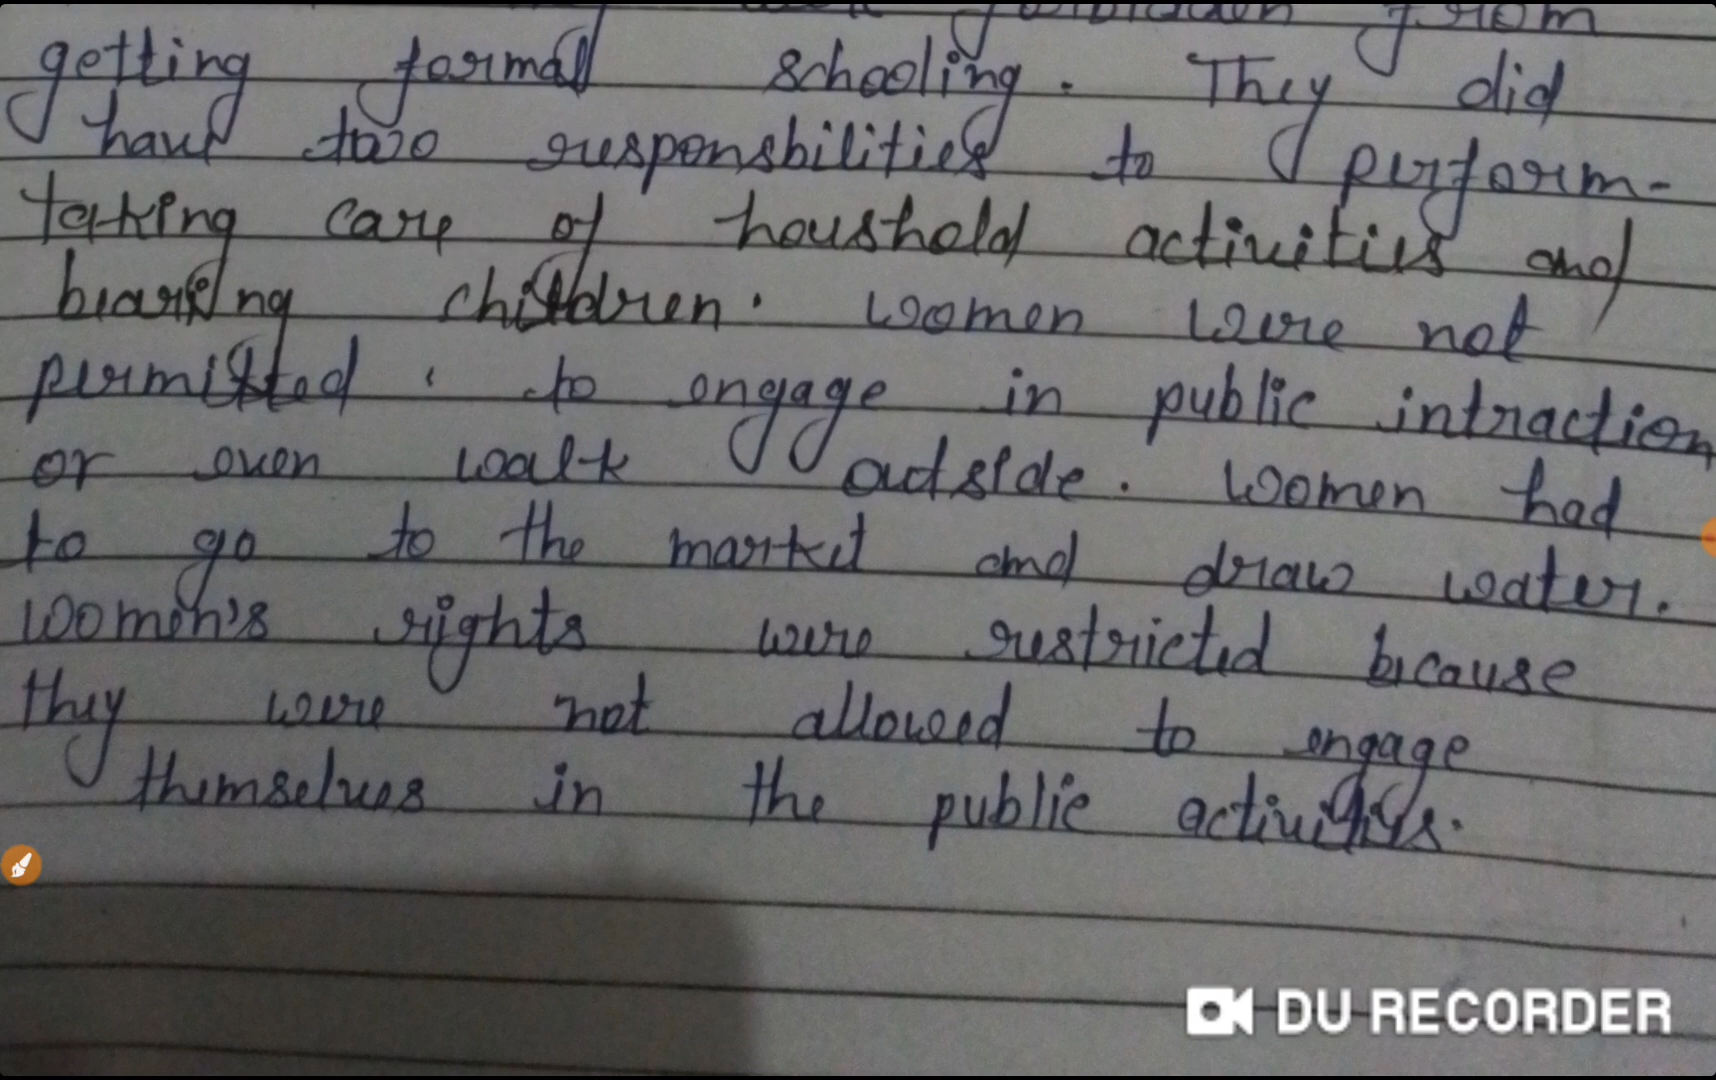 from
getting formal schooling. They did
have two responsbilities to perform-
taking care of houshold activities and
bearing children. women were not
permitted to engage in public intraction
or even walk outside. women had
to go to the market and draw water.
women's rights were restricted because
they were not allowed to engage
themselves in the public activities.
DU RECORDER